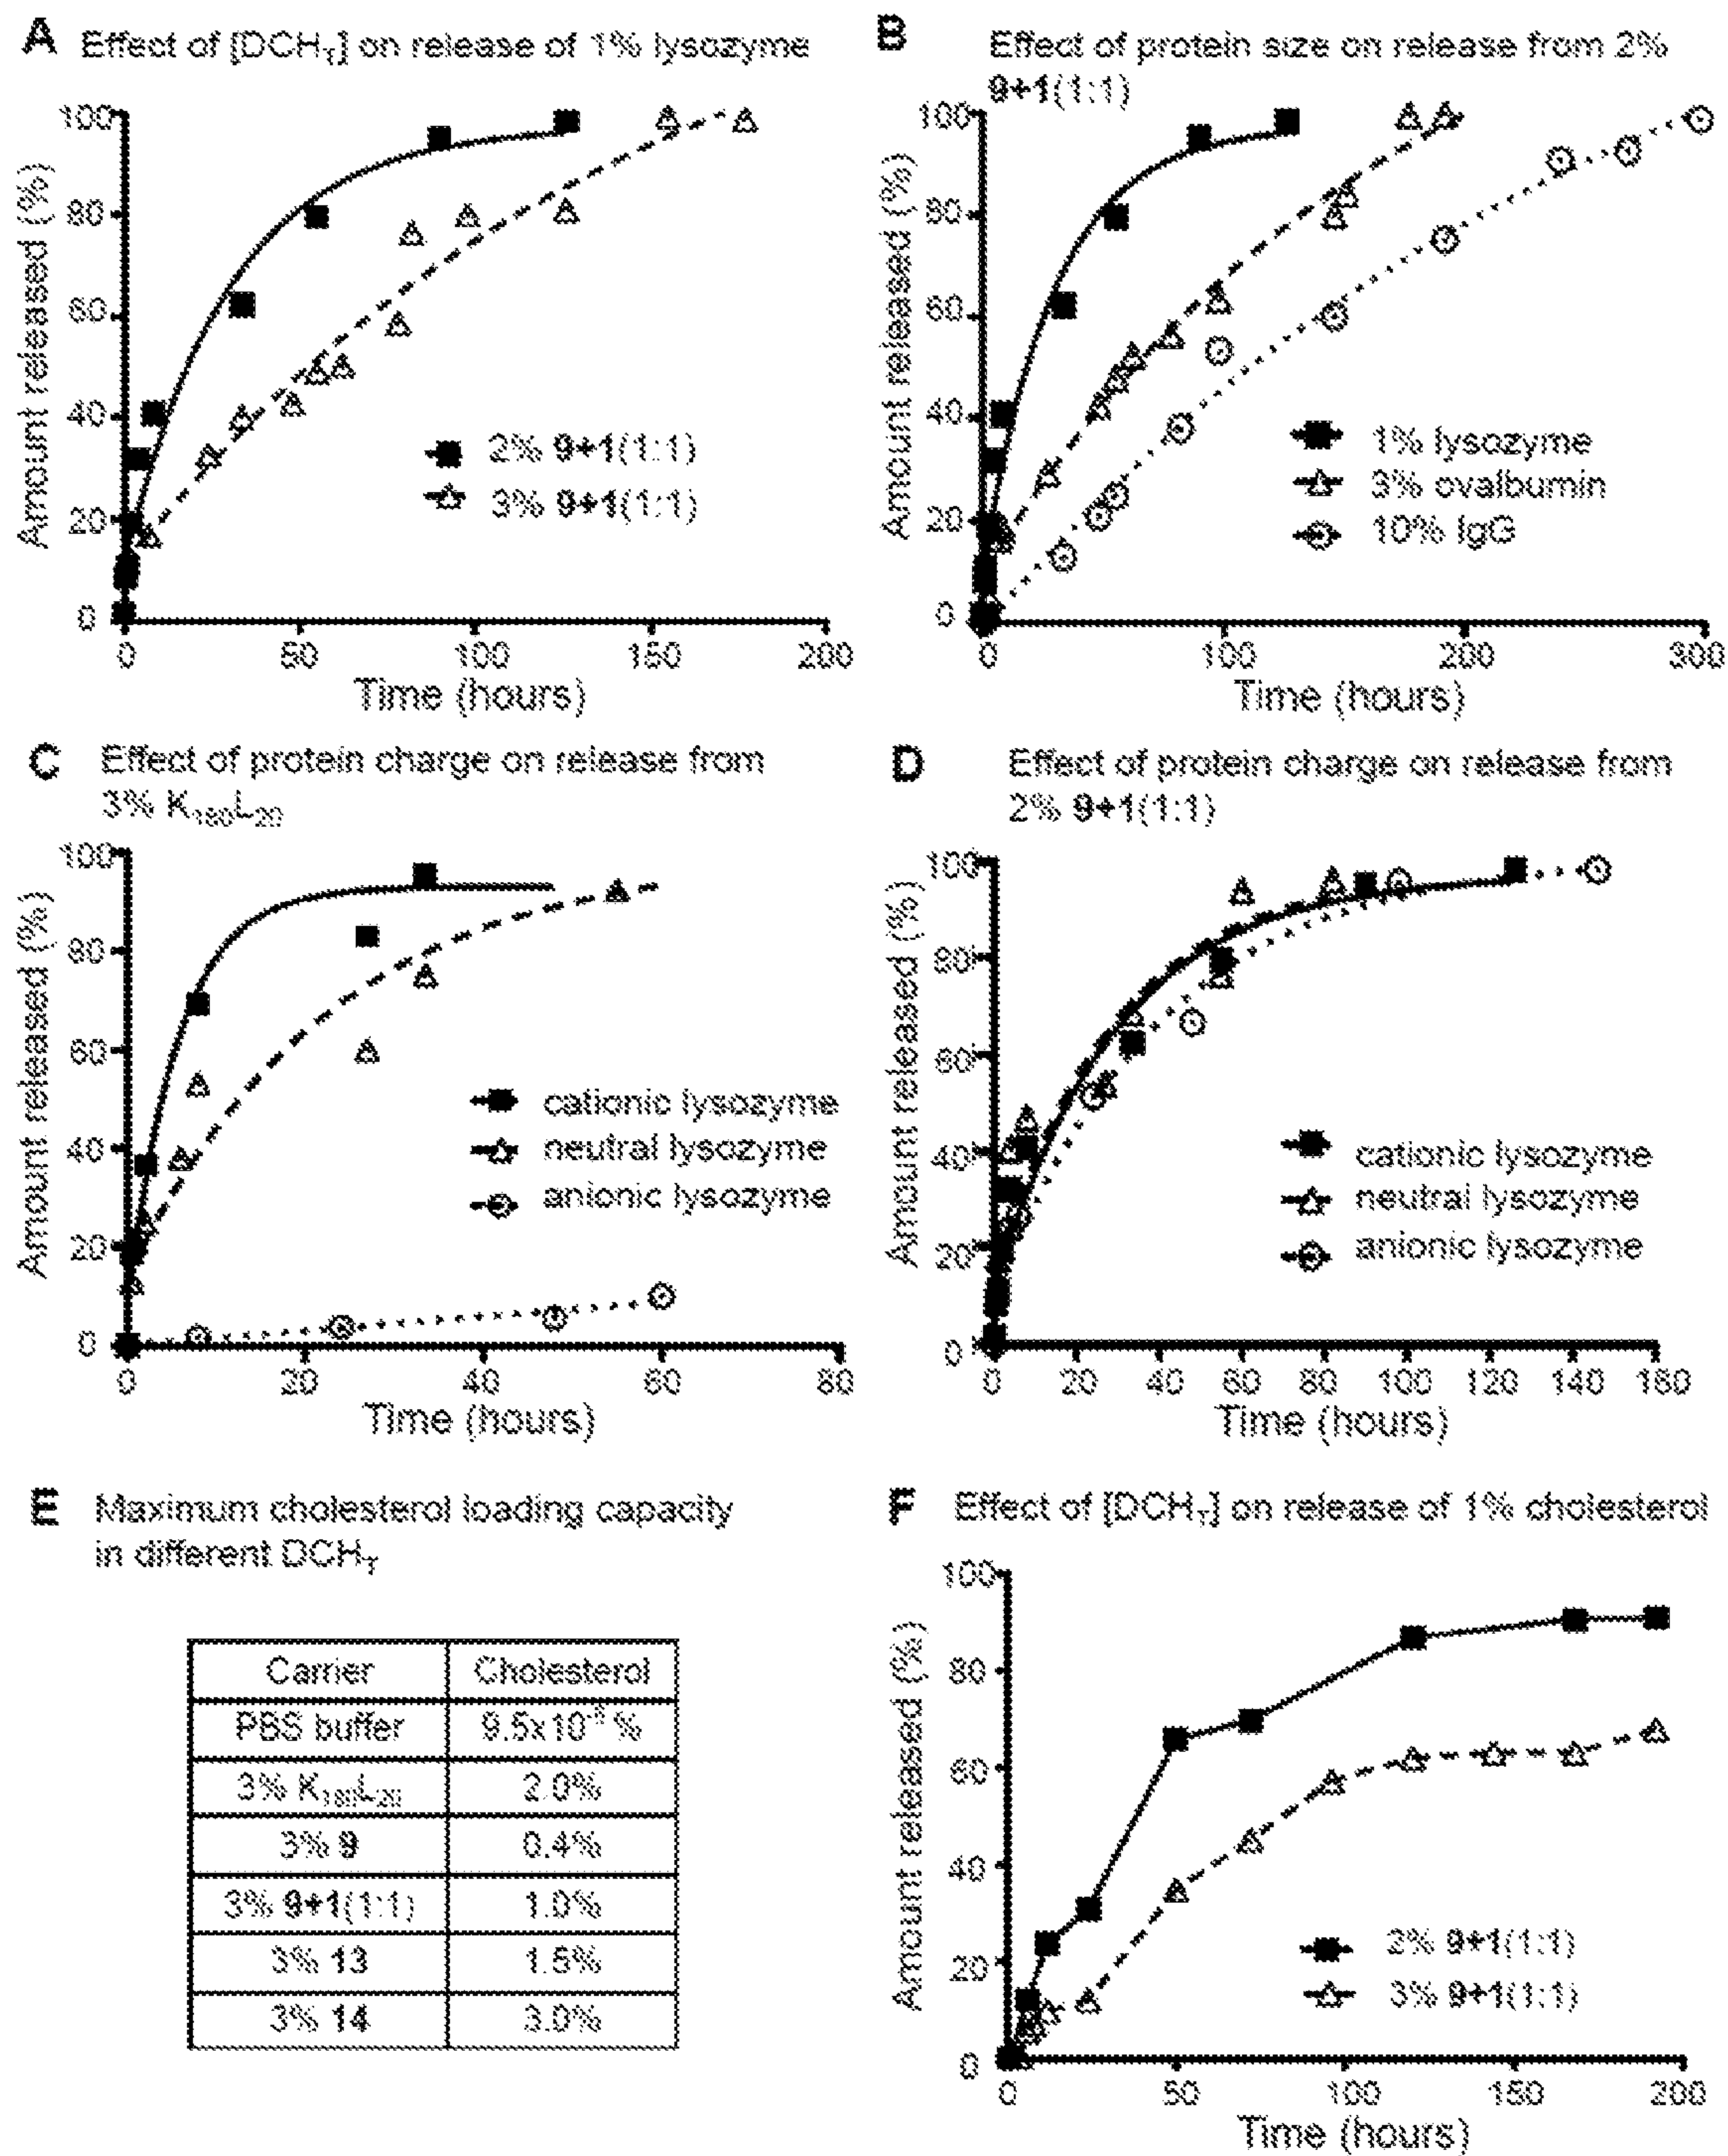 A Effect of [DCH_T] on release of 1% lysozyme
Amount released (%)
100
80
60
40
20
0
2% 9+1(1:1)
3% 9+1(1:1)
0 50 100 150 200
Time (hours)
B Effect of protein size on release from 2%
9+1(1:1)
Amount released (%)
100
80
60
40
20
0
1% lysozyme
3% ovalbumin
10% IgG
0 100 200 300
Time (hours)
C Effect of protein charge on release from
3% K₁₈₀L₂₀
Amount released (%)
100
80
60
40
20
0
cationic lysozyme
neutral lysozyme
anionic lysozyme
0 20 40 60 80
Time (hours)
D Effect of protein charge on release from
2% 9+1(1:1)
Amount released (%)
100
80
60
40
20
0
cationic lysozyme
neutral lysozyme
anionic lysozyme
0 20 40 60 80 100 120 140 160
Time (hours)
E Maximum cholesterol loading capacity
in different DCH_T
Carrier Cholesterol
PBS buffer
3% K₁₈₀L₂₀ 2.0%
3% 9 0.4%
3% 9+1(1:1) 1.0%
3% 13 1.5%
3% 14 3.0%
F Effect of [DCH_T] on release of 1% cholesterol
Amount released (%)
100
80
60
40
20
0
2% 9+1(1:1)
3% 9+1(1:1)
0 50 100 150 200
Time (hours)